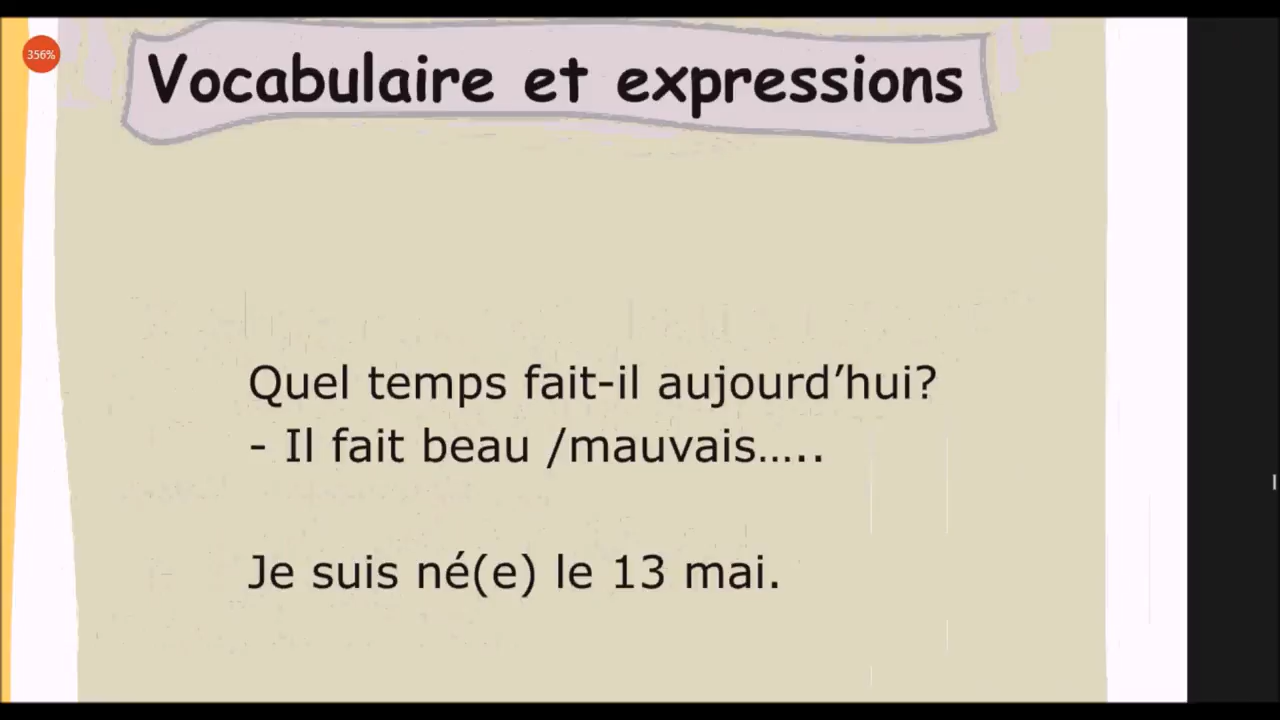 356%
Vocabulaire et expressions
Quel temps fait-il aujourd’hui?
- Il fait beau /mauvais…..
Je suis né(e) le 13 mai.